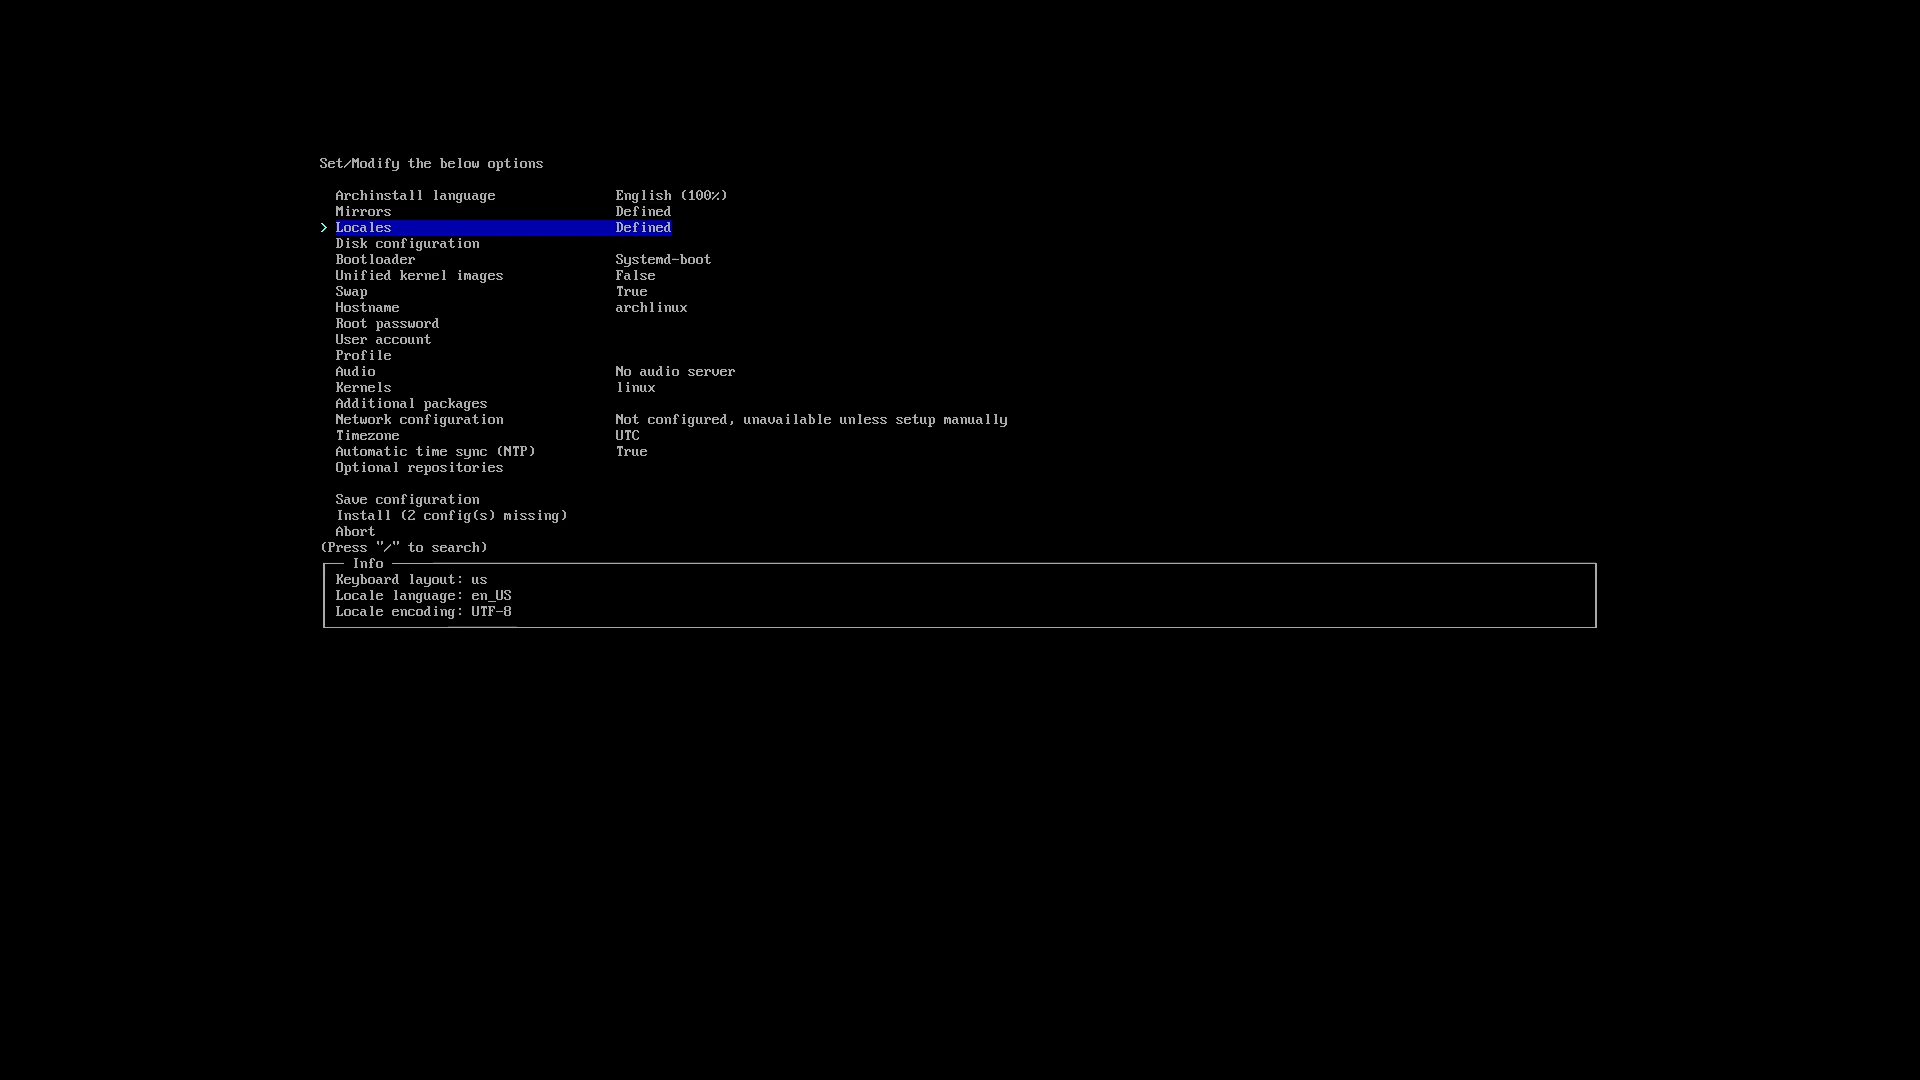 Set/Modify the below options
Archinstall language English (100%)
Mirrors Defined
> Locales Defined
Disk configuration
Bootloader Systemd-boot
Unified kernel images False
Swap True
Hostname archlinux
Root password
User account
Profile
Audio No audio server
Kernels linux
Additional packages
Network configuration Not configured, unavailable unless setup manually
Timezone UTC
Automatic time sync (NTP) True
Optional repositories
Save configuration
Install (2 config(s) missing)
Abort
(Press "/" to search)
Info
Keyboard layout: us
Locale language: en_US
Locale encoding: UTF-8